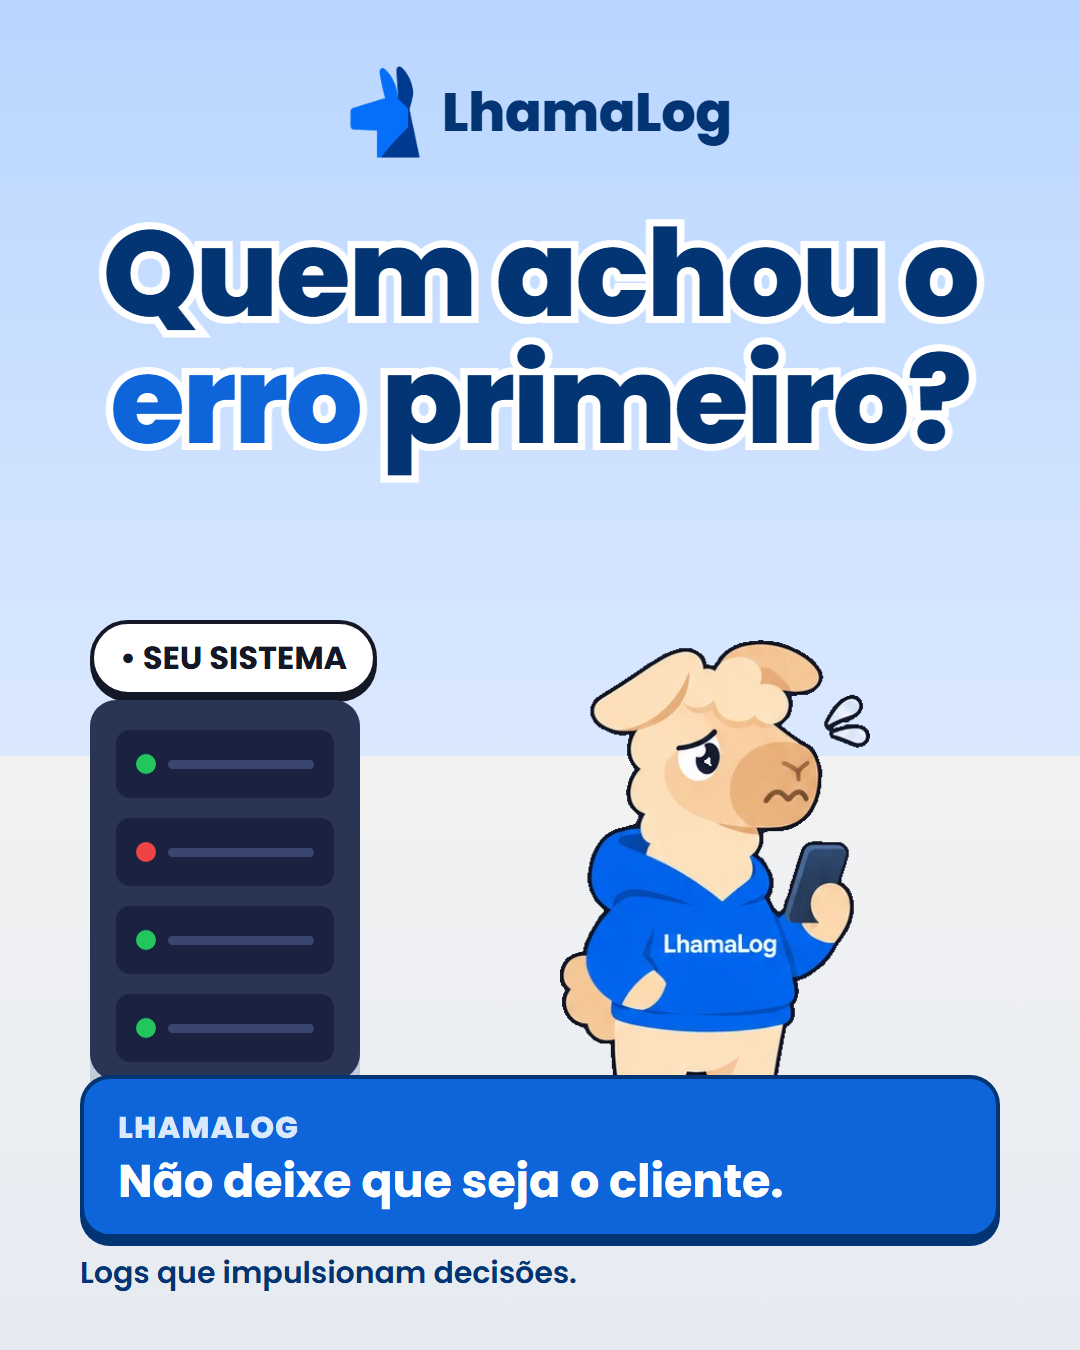 LhamaLog
Quem achou o
erro primeiro?
• SEU SISTEMA
LhamaLog
LHAMALOG
Não deixe que seja o cliente.
Logs que impulsionam decisões.